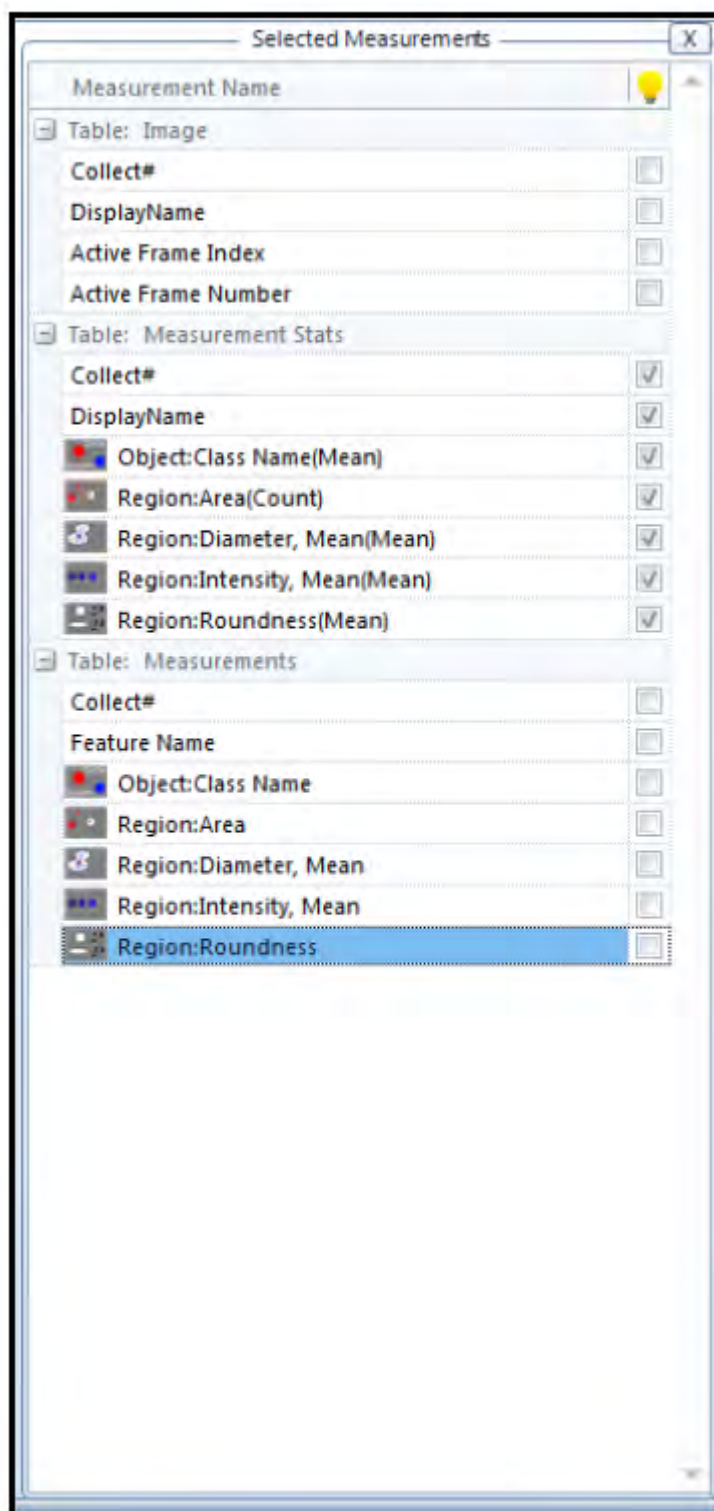 Selected Measurements X
Measurement Name
Table: Image
Collect#
DisplayName
Active Frame Index
Active Frame Number
Table: Measurement Stats
Collect#
DisplayName
Object:Class Name(Mean)
Region:Area(Count)
Region:Diameter, Mean(Mean)
Region:Intensity, Mean(Mean)
Region:Roundness(Mean)
Table: Measurements
Collect#
Feature Name
Object:Class Name
Region:Area
Region:Diameter, Mean
Region:Intensity, Mean
Region:Roundness